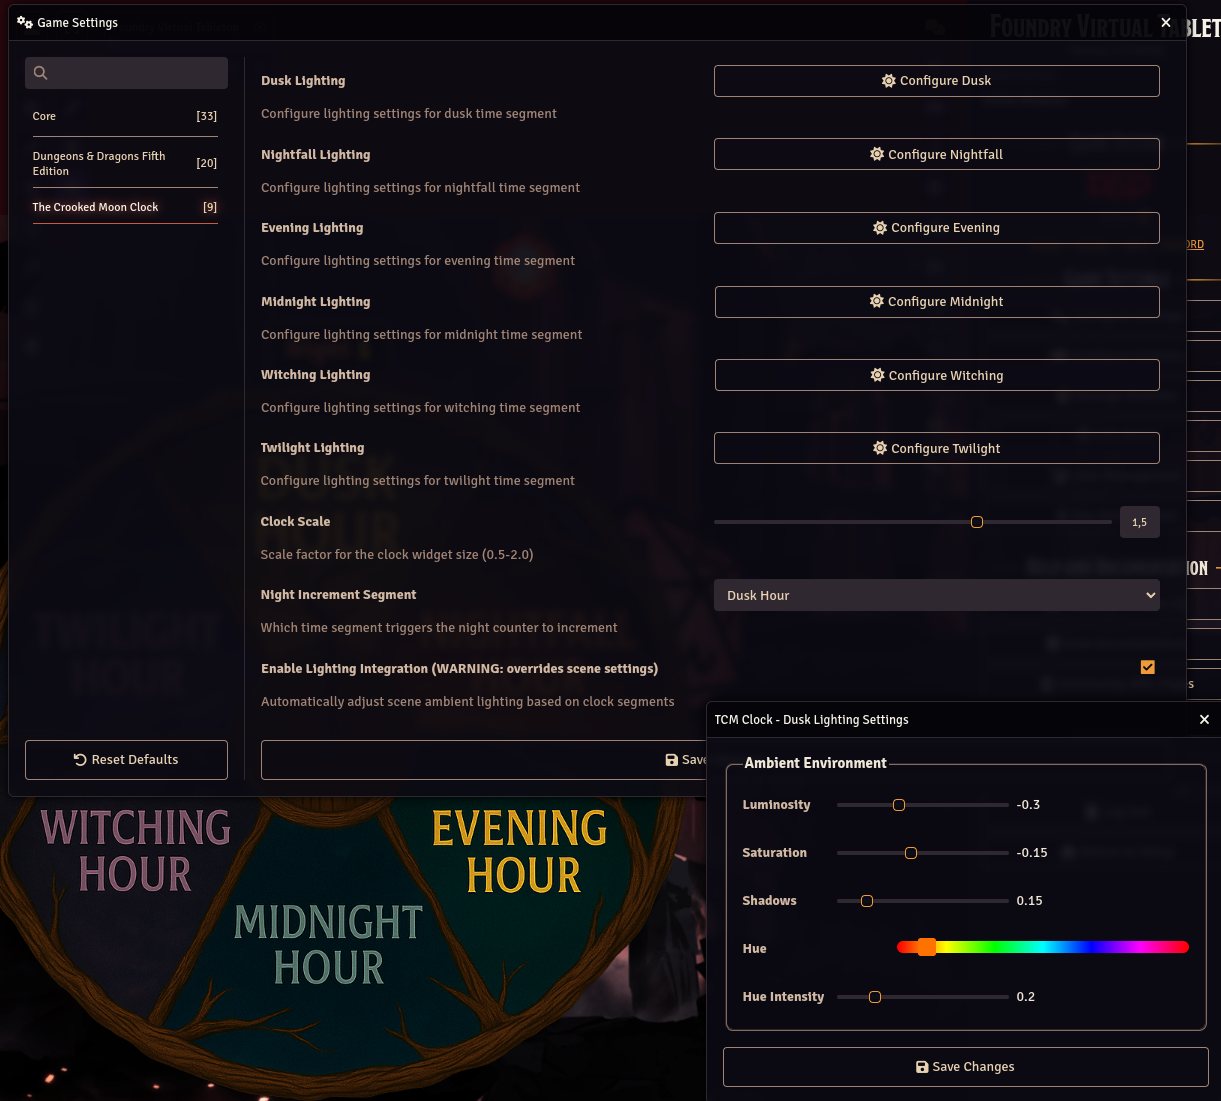 Game Settings
FOUNDRY VIRTUAL TABLET
Core [33]
Dungeons & Dragons Fifth
Edition [20]
The Crooked Moon Clock [9]
Reset Defaults
Dusk Lighting
Configure Dusk
Configure lighting settings for dusk time segment
Nightfall Lighting
Configure Nightfall
Configure lighting settings for nightfall time segment
Evening Lighting
Configure Evening
Configure lighting settings for evening time segment
Midnight Lighting
Configure Midnight
Configure lighting settings for midnight time segment
Witching Lighting
Configure Witching
Configure lighting settings for witching time segment
Twilight Lighting
Configure Twilight
Configure lighting settings for twilight time segment
Clock Scale
1,5
Scale factor for the clock widget size (0.5-2.0)
Night Increment Segment
Dusk Hour
Which time segment triggers the night counter to increment
Enable Lighting Integration (WARNING: overrides scene settings)
Automatically adjust scene ambient lighting based on clock segments
Save
ORD
ION
DUSK
HOUR
TWILIGHT
HOUR
WITCHING
HOUR
MIDNIGHT
HOUR
EVENING
HOUR
TCM Clock - Dusk Lighting Settings
Ambient Environment
Luminosity -0.3
Saturation -0.15
Shadows 0.15
Hue
Hue Intensity 0.2
Save Changes